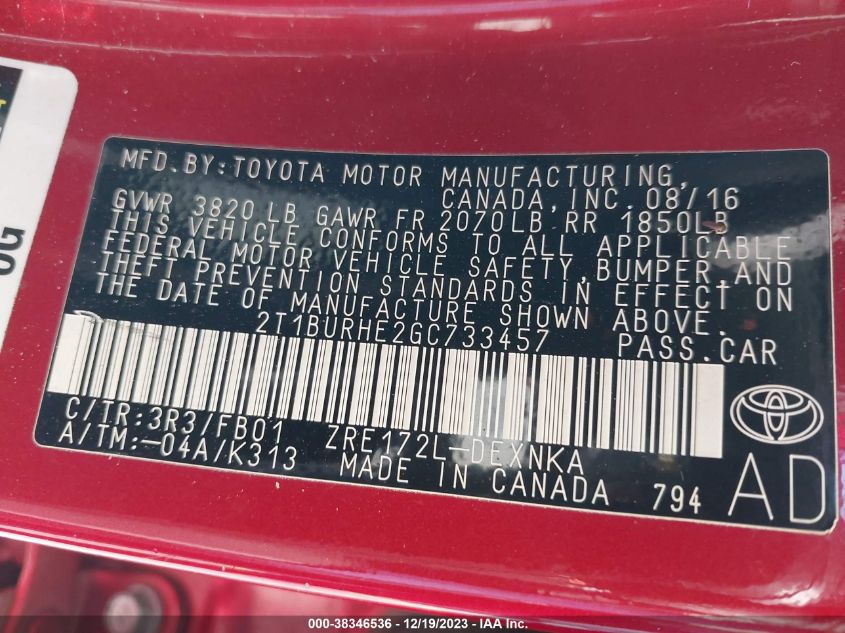 MFD.BY:TOYOTA MOTOR MANUFACTURING,
CANADA, INC. 08/16
GVWR 3820 LB GAWR FR 2070LB RR 1850LB
THIS VEHICLE CONFORMS TO ALL APPLICABLE
FEDERAL MOTOR VEHICLE SAFETY, BUMPER AND
THEFT PREVENTION STANDARDS IN EFFECT ON
THE DATE OF MANUFACTURE SHOWN ABOVE.
2T1BURHE2GC733457 PASS.CAR
C/TR:3R3/FB01 ZRE172L-DEXNKA
A/TM:-04A/K313 MADE IN CANADA 794
AD
000-38346536 - 12/19/2023 - IAA Inc.